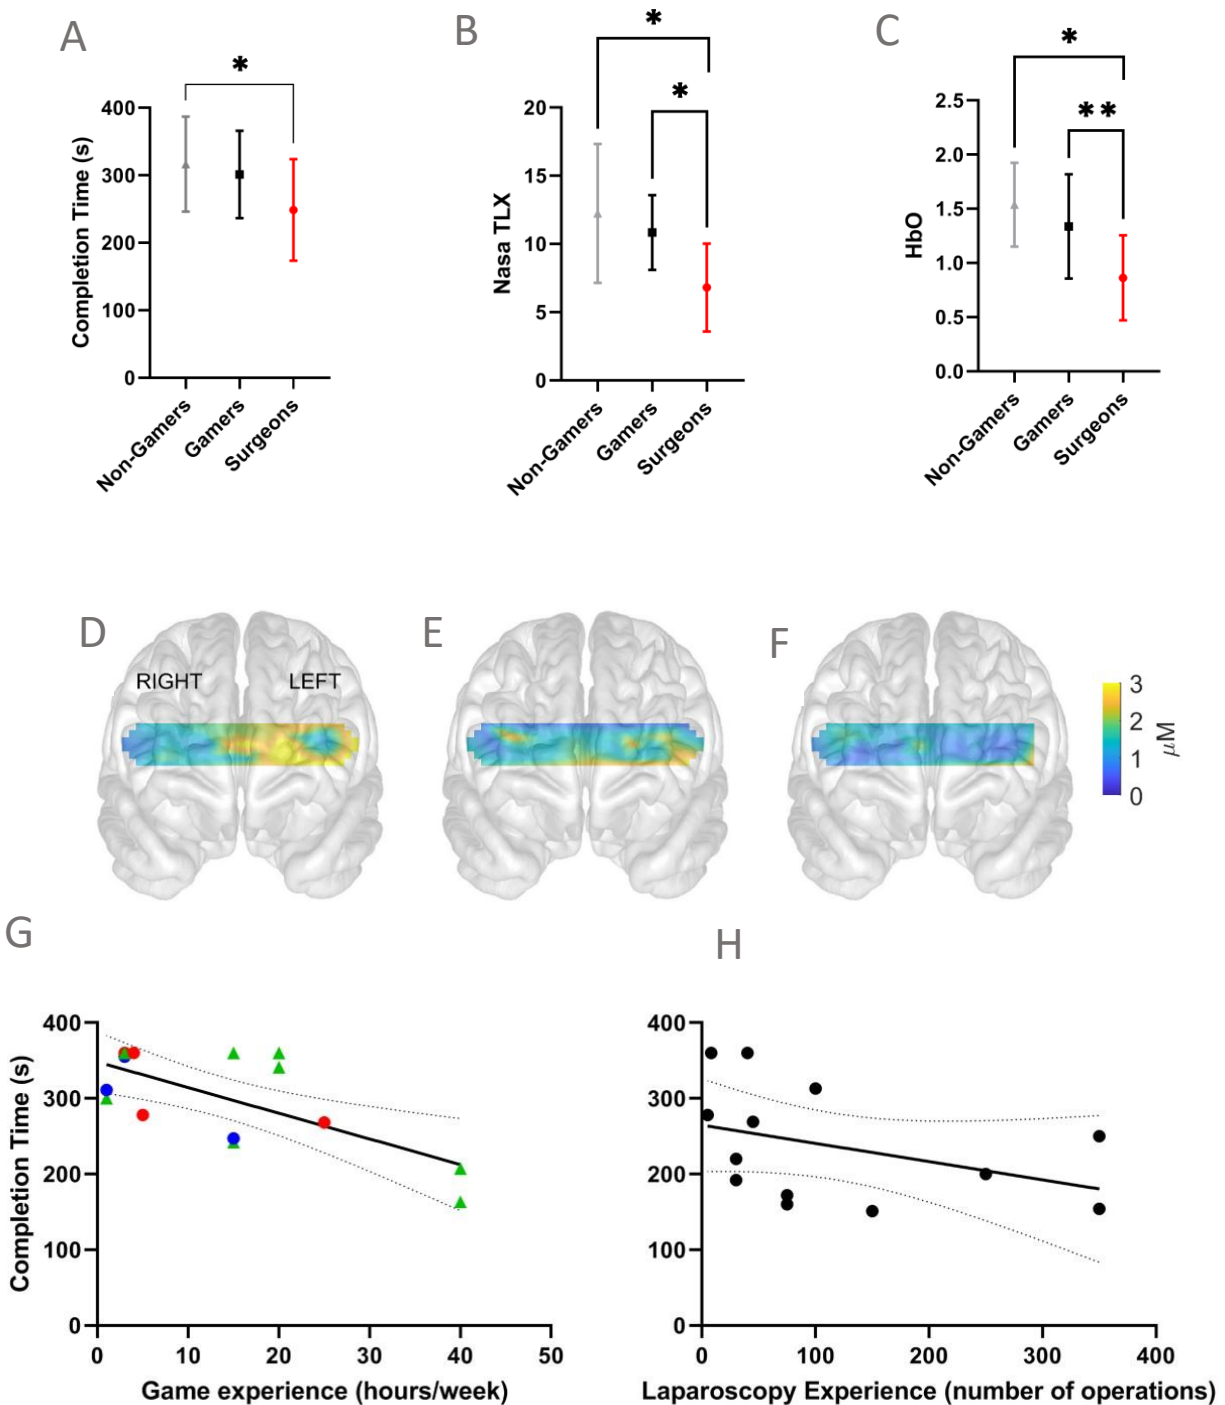 A
B
C
*
*
*
*
**
400
300
200
100
0
Completion Time (s)
Non-Gamers
Gamers
Surgeons
20
15
10
5
0
Nasa TLX
Non-Gamers
Gamers
Surgeons
2.5
2.0
1.5
1.0
0.5
0.0
HbO
Non-Gamers
Gamers
Surgeons
D
E
F
RIGHT
LEFT
3
2
1
0
μM
G
H
400
300
200
100
0
Completion Time (s)
0 10 20 30 40 50
Game experience (hours/week)
400
300
200
100
0
0 100 200 300 400
Laparoscopy Experience (number of operations)